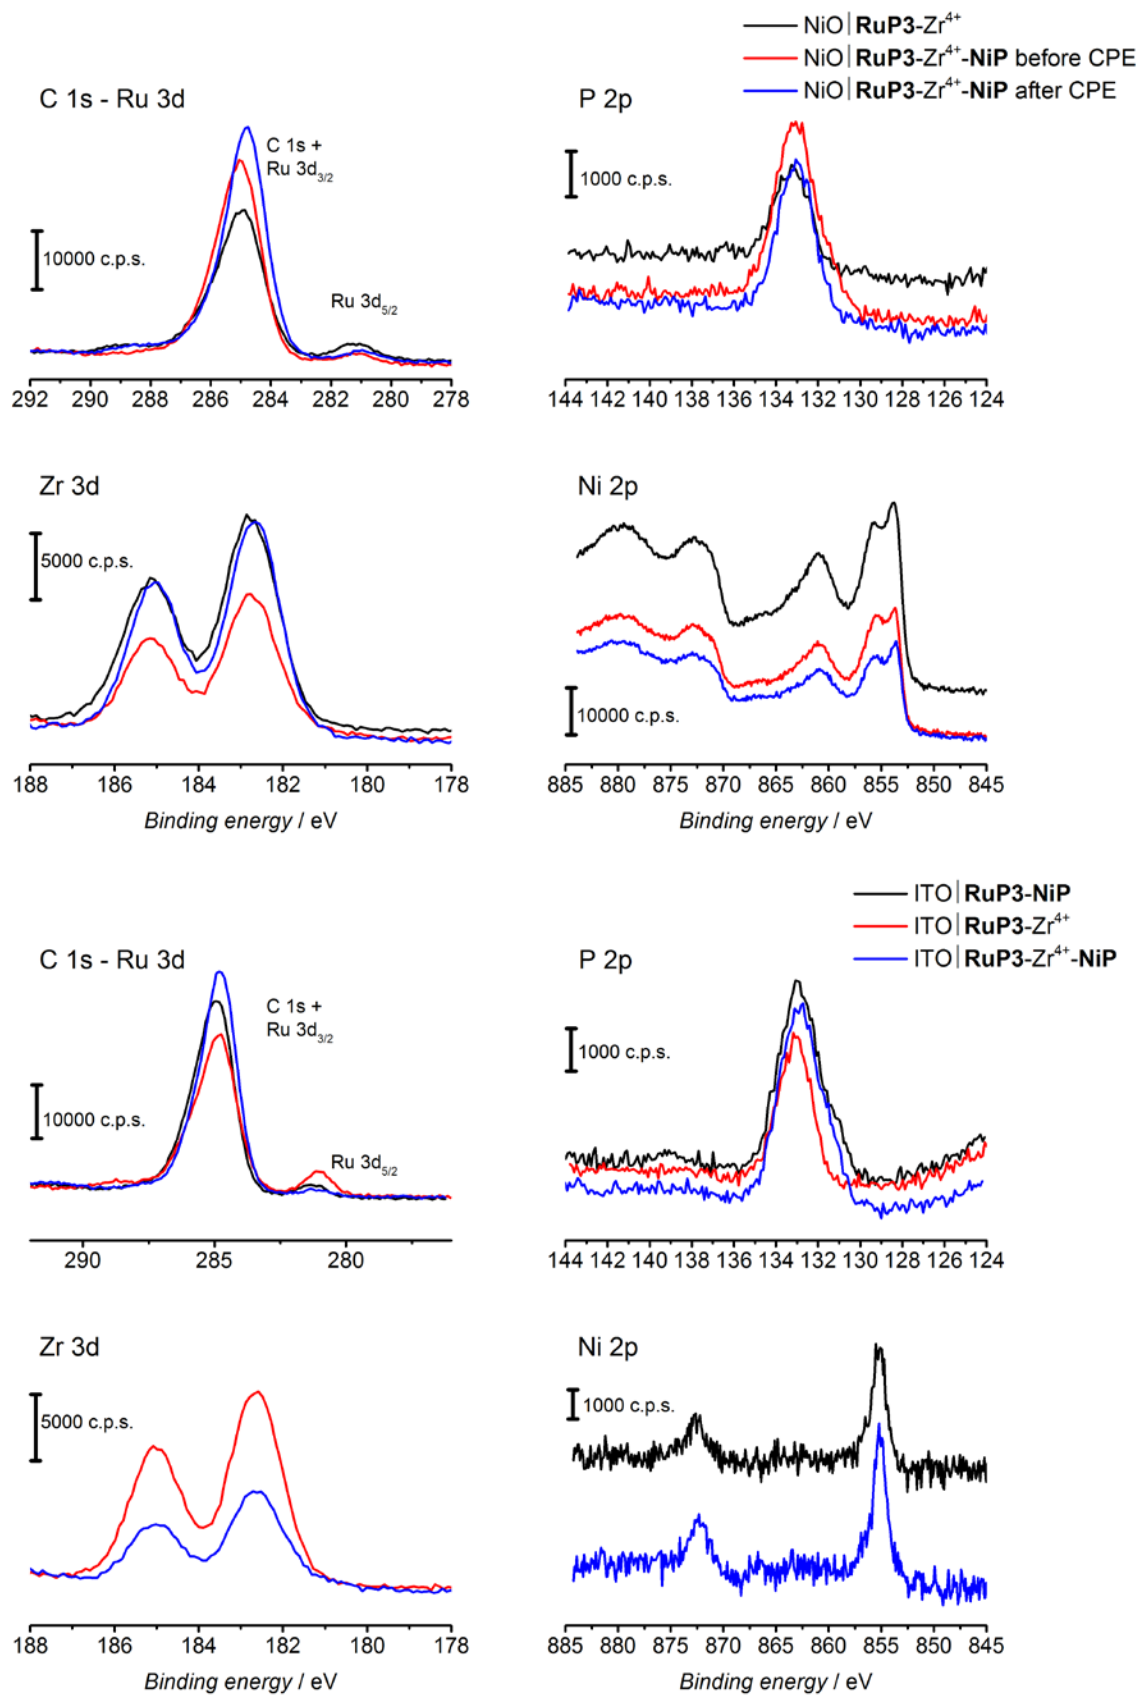 NiO|RuP3-Zr⁴⁺
NiO|RuP3-Zr⁴⁺-NiP before CPE
NiO|RuP3-Zr⁴⁺-NiP after CPE
C 1s - Ru 3d
C 1s +
Ru 3d₃/₂
10000 c.p.s.
Ru 3d₅/₂
292 290 288 286 284 282 280 278
P 2p
1000 c.p.s.
144 142 140 138 136 134 132 130 128 126 124
Zr 3d
5000 c.p.s.
188 186 184 182 180 178
Binding energy / eV
Ni 2p
10000 c.p.s.
885 880 875 870 865 860 855 850 845
Binding energy / eV
ITO|RuP3-NiP
ITO|RuP3-Zr⁴⁺
ITO|RuP3-Zr⁴⁺-NiP
C 1s - Ru 3d
C 1s +
Ru 3d₃/₂
10000 c.p.s.
Ru 3d₅/₂
290 285 280
P 2p
1000 c.p.s.
144 142 140 138 136 134 132 130 128 126 124
Zr 3d
5000 c.p.s.
188 186 184 182 180 178
Binding energy / eV
Ni 2p
1000 c.p.s.
885 880 875 870 865 860 855 850 845
Binding energy / eV